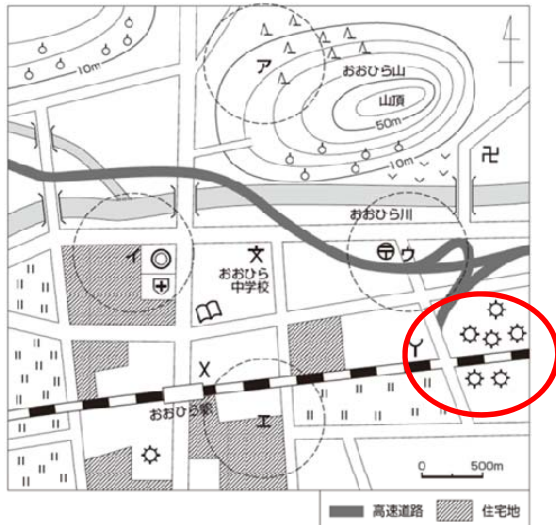 10m
ア
おおひら山
山頂
50m
10m
おおひら川
イ
おおひら
中学校
ウ
おおひら駅
エ
0 500m
高速道路 住宅地